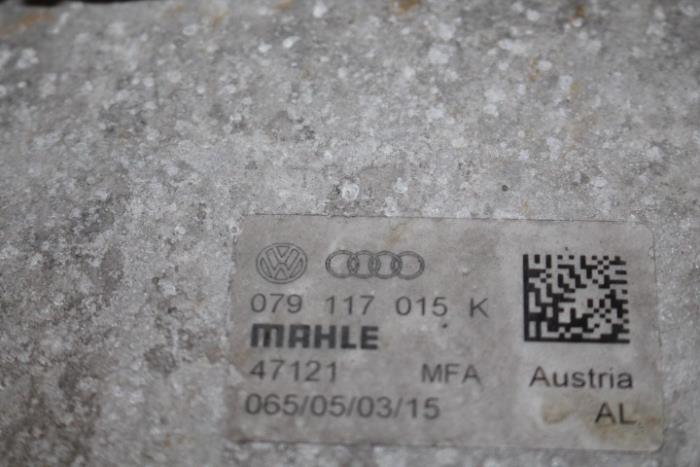 079 117 015 K
MAHLE
47121 MFA Austria
065/05/03/15 AL